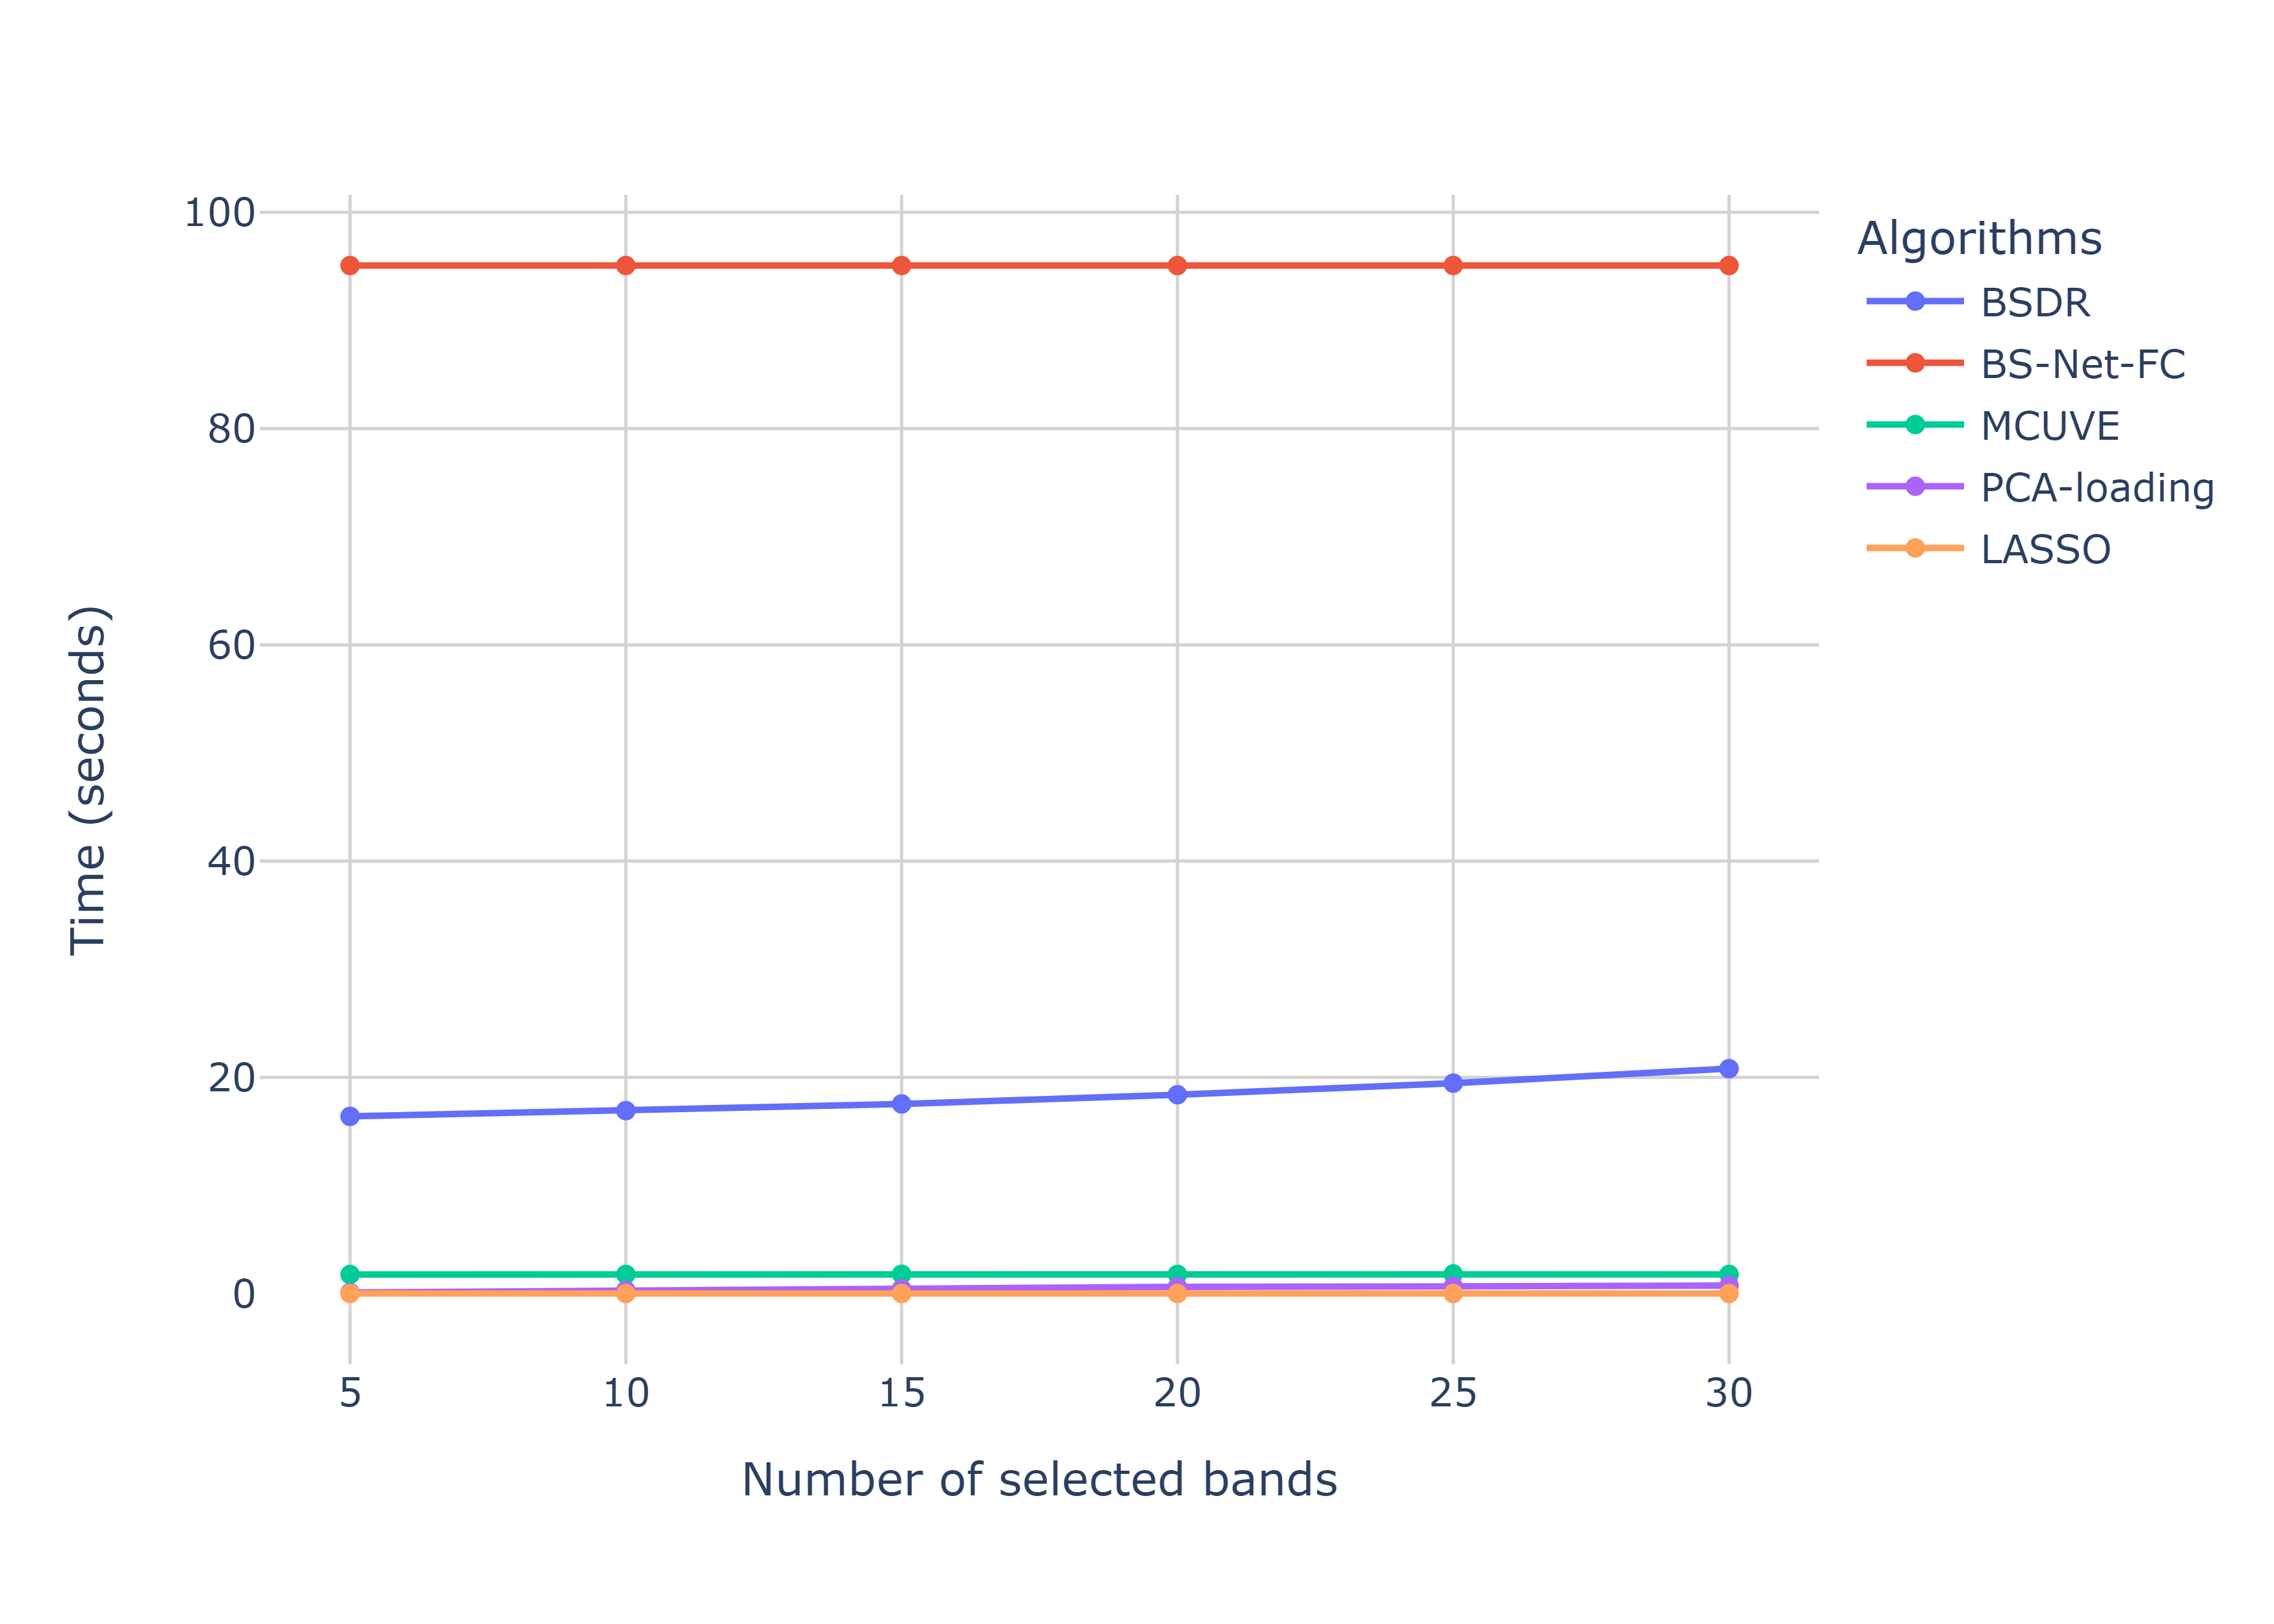 100
80
60
40
20
0
Time (seconds)
5 10 15 20 25 30
Number of selected bands
Algorithms
BSDR
BS-Net-FC
MCUVE
PCA-loading
LASSO